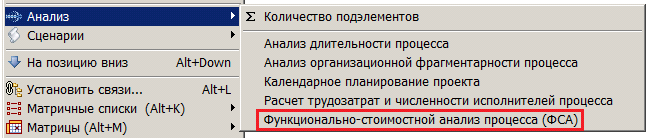 Анализ
Сценарии
На позицию вниз Alt+Down
Установить связи... Alt+L
Матричные списки (Alt+K)
Матрицы (Alt+M)
Σ Количество подэлементов
Анализ длительности процесса
Анализ организационной фрагментарности процесса
Календарное планирование проекта
Расчет трудозатрат и численности исполнителей процесса
Функционально-стоимостной анализ процесса (ФСА)